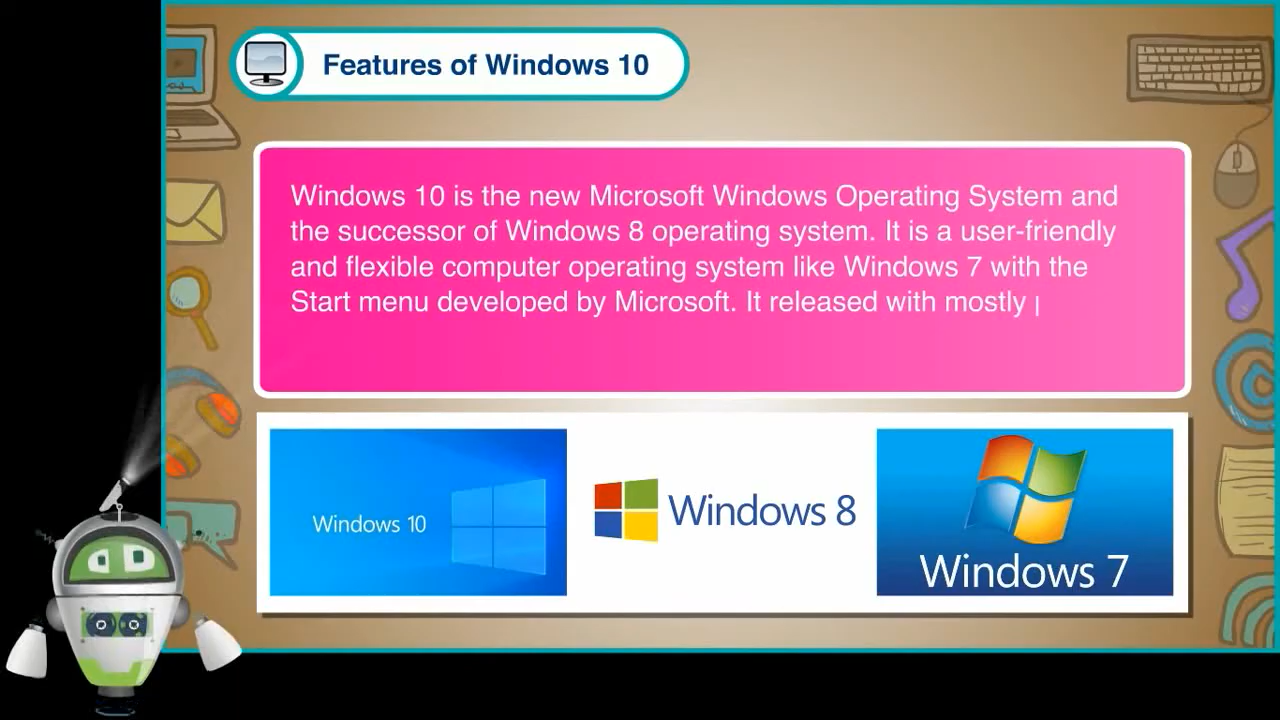 Features of Windows 10
Windows 10 is the new Microsoft Windows Operating System and
the successor of Windows 8 operating system. It is a user-friendly
and flexible computer operating system like Windows 7 with the
Start menu developed by Microsoft. It released with mostly |
Windows 10
Windows 8
Windows 7